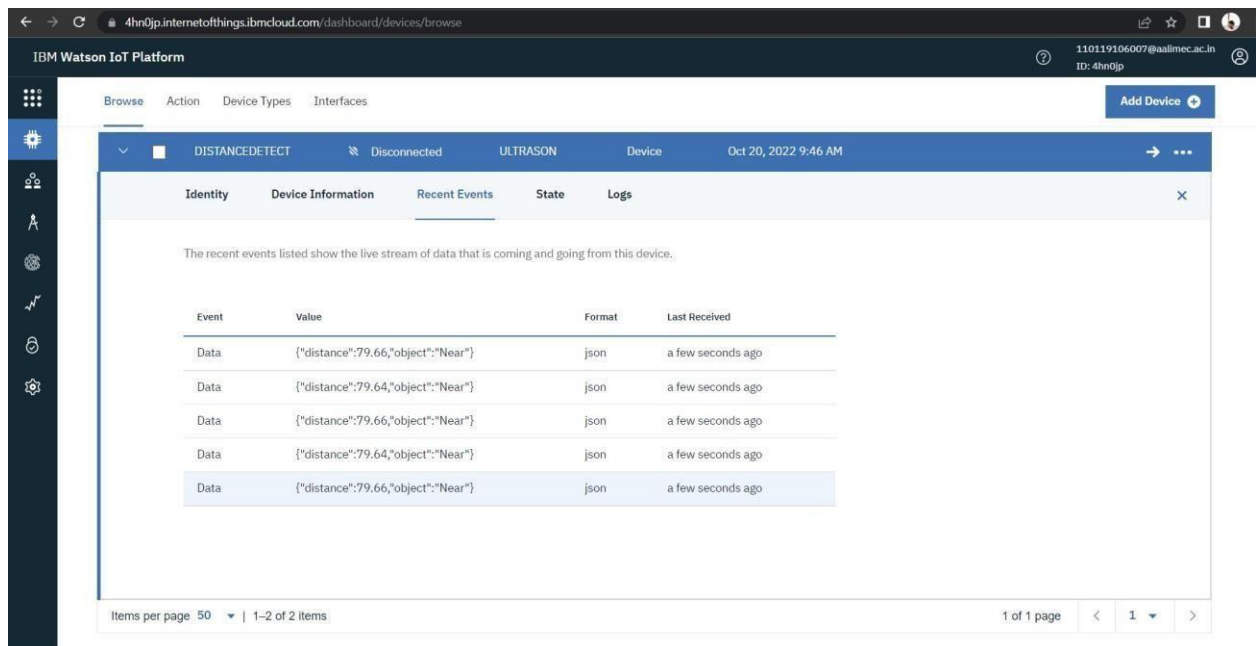 4hn0jp.internetofthings.ibmcloud.com/dashboard/devices/browse
IBM Watson IoT Platform
110119106007@aalimec.ac.in
ID: 4hn0jp
Browse Action Device Types Interfaces Add Device
DISTANCEDETECT Disconnected ULTRASON Device Oct 20, 2022 9:46 AM
Identity Device Information Recent Events State Logs
The recent events listed show the live stream of data that is coming and going from this device.
Event Value Format Last Received
Data {"distance":79.66,"object":"Near"} json a few seconds ago
Data {"distance":79.64,"object":"Near"} json a few seconds ago
Data {"distance":79.66,"object":"Near"} json a few seconds ago
Data {"distance":79.64,"object":"Near"} json a few seconds ago
Data {"distance":79.66,"object":"Near"} json a few seconds ago
Items per page 50 | 1–2 of 2 items 1 of 1 page 1